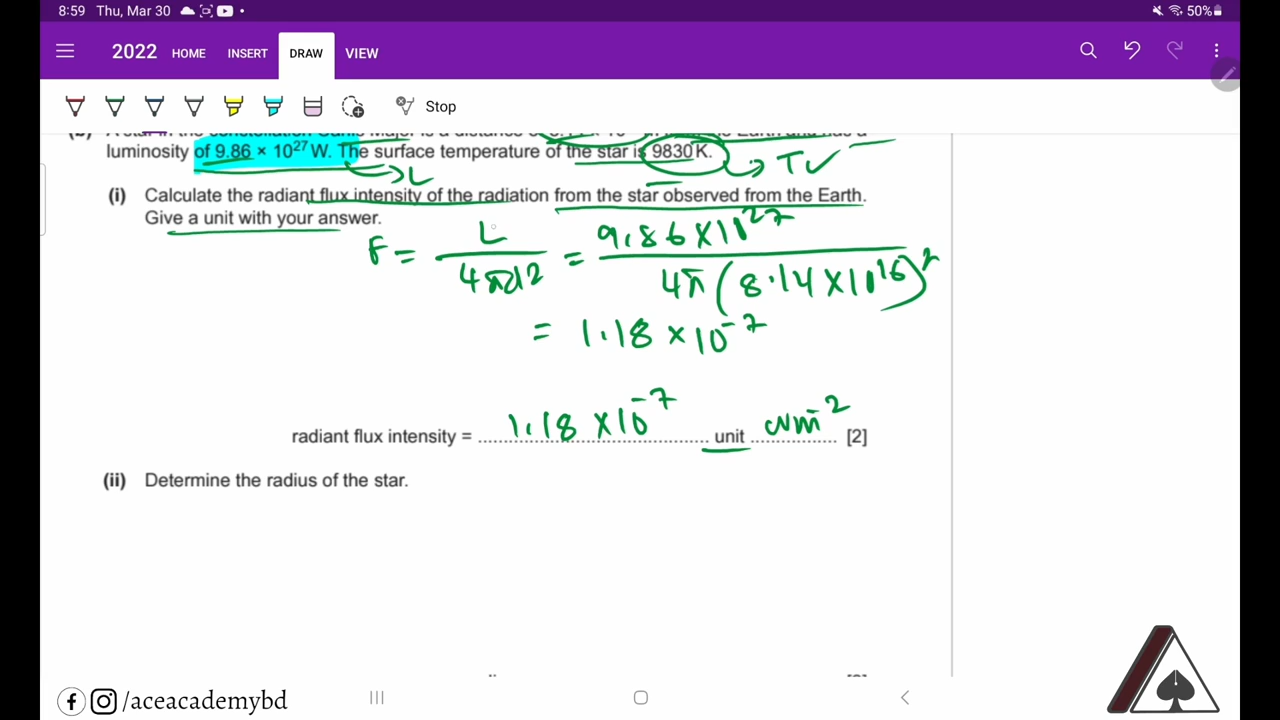 8:59 Thu, Mar 30 50%
2022 HOME INSERT DRAW VIEW
Stop
luminosity of 9.86 × 10²⁷ W. The surface temperature of the star is 9830 K. → T✓
→ L
(i) Calculate the radiant flux intensity of the radiation from the star observed from the Earth.
Give a unit with your answer.
F = L / 4πd² = 9.86 × 10²⁷ / 4π (8.14 × 10¹⁶)²
= 1.18 × 10⁻⁷
radiant flux intensity = 1.18 × 10⁻⁷ unit Wm⁻² [2]
(ii) Determine the radius of the star.
/aceacademybd